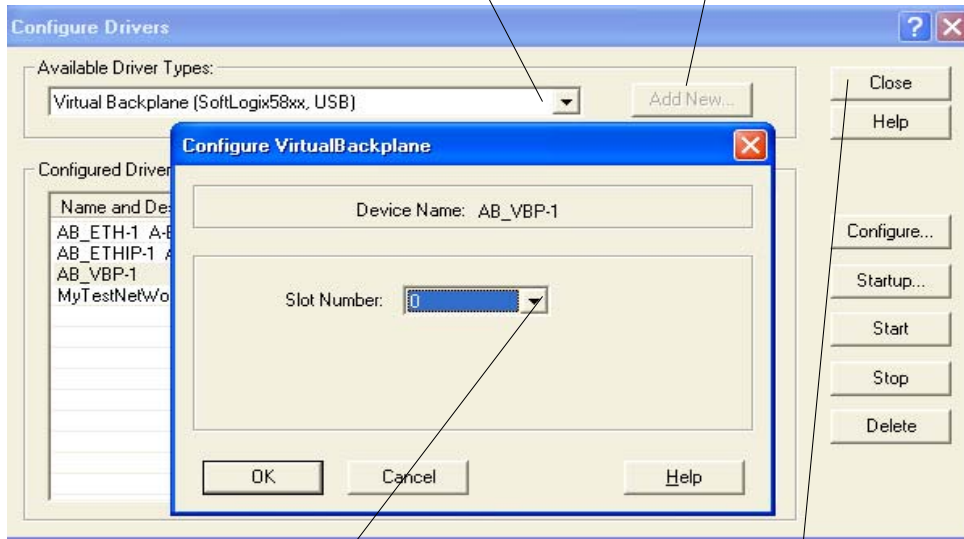 Configure Drivers
Available Driver Types:
Virtual Backplane (SoftLogix58xx, USB)
Add New...
Close
Help
Configured Driver
Name and De
AB_ETH-1 A-
AB_ETHIP-1
AB_VBP-1
MyTestNetWo
Configure VirtualBackplane
Device Name: AB_VBP-1
Slot Number: 0
OK
Cancel
Help
Configure...
Startup...
Start
Stop
Delete